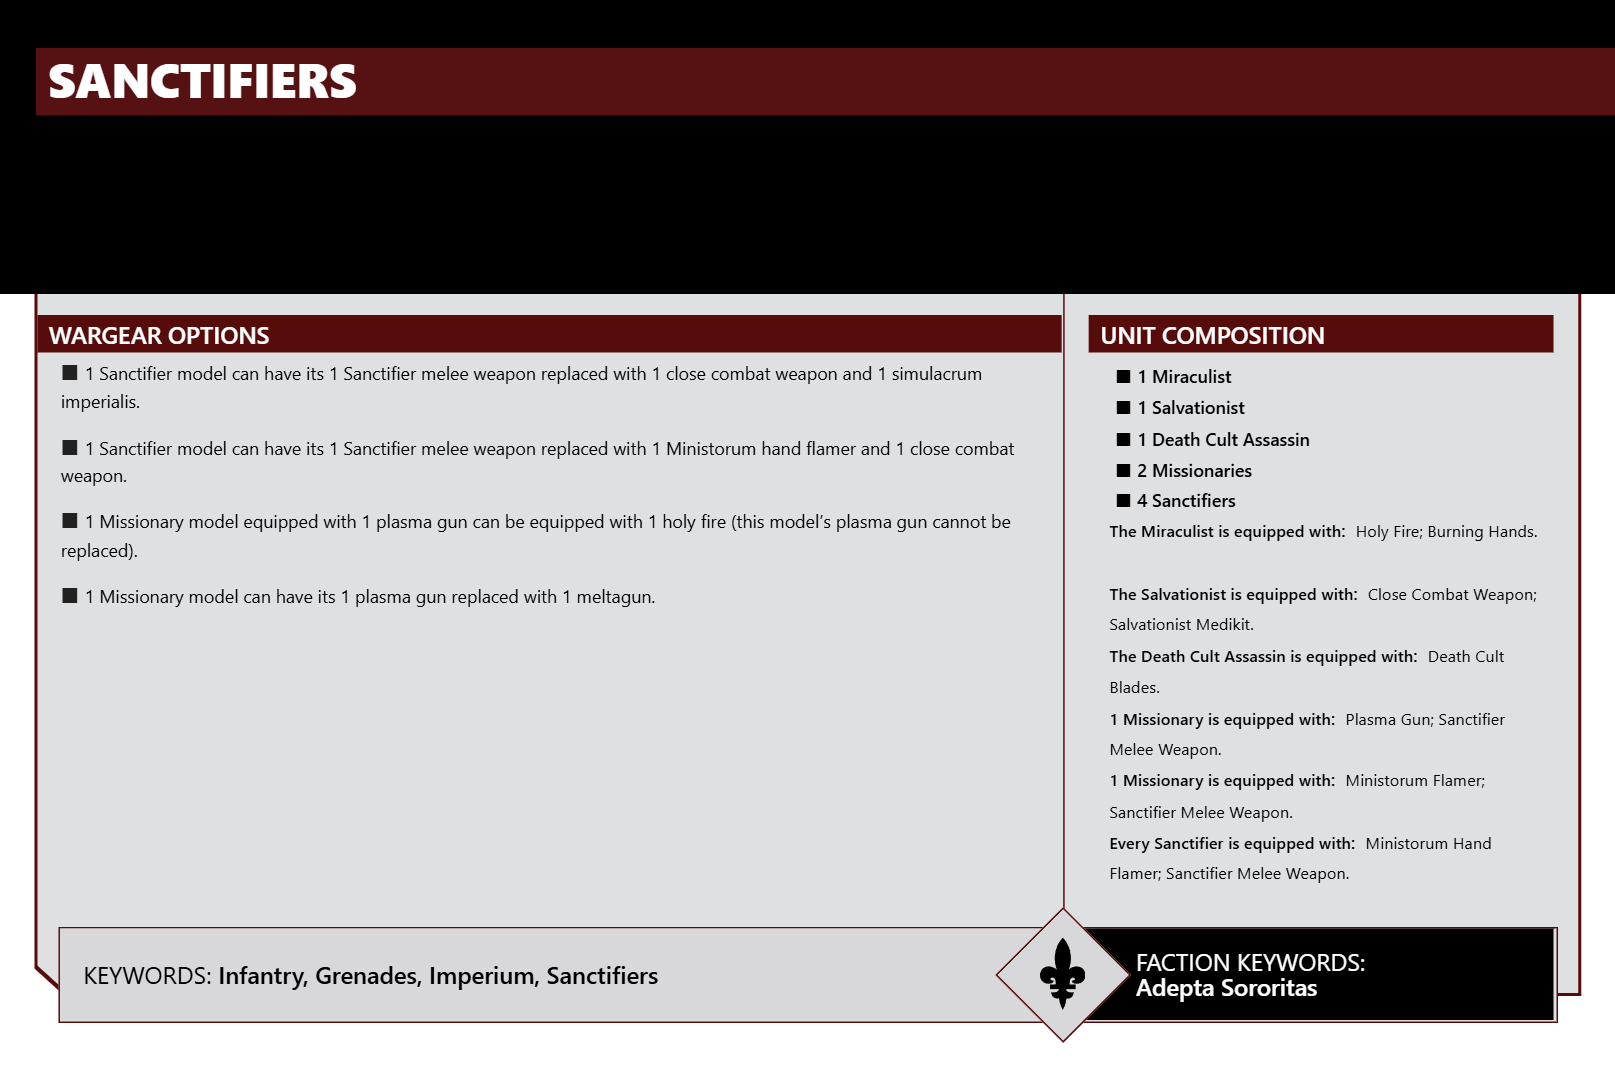 SANCTIFIERS
WARGEAR OPTIONS
■ 1 Sanctifier model can have its 1 Sanctifier melee weapon replaced with 1 close combat weapon and 1 simulacrum
imperialis.
■ 1 Sanctifier model can have its 1 Sanctifier melee weapon replaced with 1 Ministorum hand flamer and 1 close combat
weapon.
■ 1 Missionary model equipped with 1 plasma gun can be equipped with 1 holy fire (this model’s plasma gun cannot be
replaced).
■ 1 Missionary model can have its 1 plasma gun replaced with 1 meltagun.
UNIT COMPOSITION
■ 1 Miraculist
■ 1 Salvationist
■ 1 Death Cult Assassin
■ 2 Missionaries
■ 4 Sanctifiers
The Miraculist is equipped with: Holy Fire; Burning Hands.
The Salvationist is equipped with: Close Combat Weapon;
Salvationist Medikit.
The Death Cult Assassin is equipped with: Death Cult
Blades.
1 Missionary is equipped with: Plasma Gun; Sanctifier
Melee Weapon.
1 Missionary is equipped with: Ministorum Flamer;
Sanctifier Melee Weapon.
Every Sanctifier is equipped with: Ministorum Hand
Flamer; Sanctifier Melee Weapon.
KEYWORDS: Infantry, Grenades, Imperium, Sanctifiers
FACTION KEYWORDS:
Adepta Sororitas